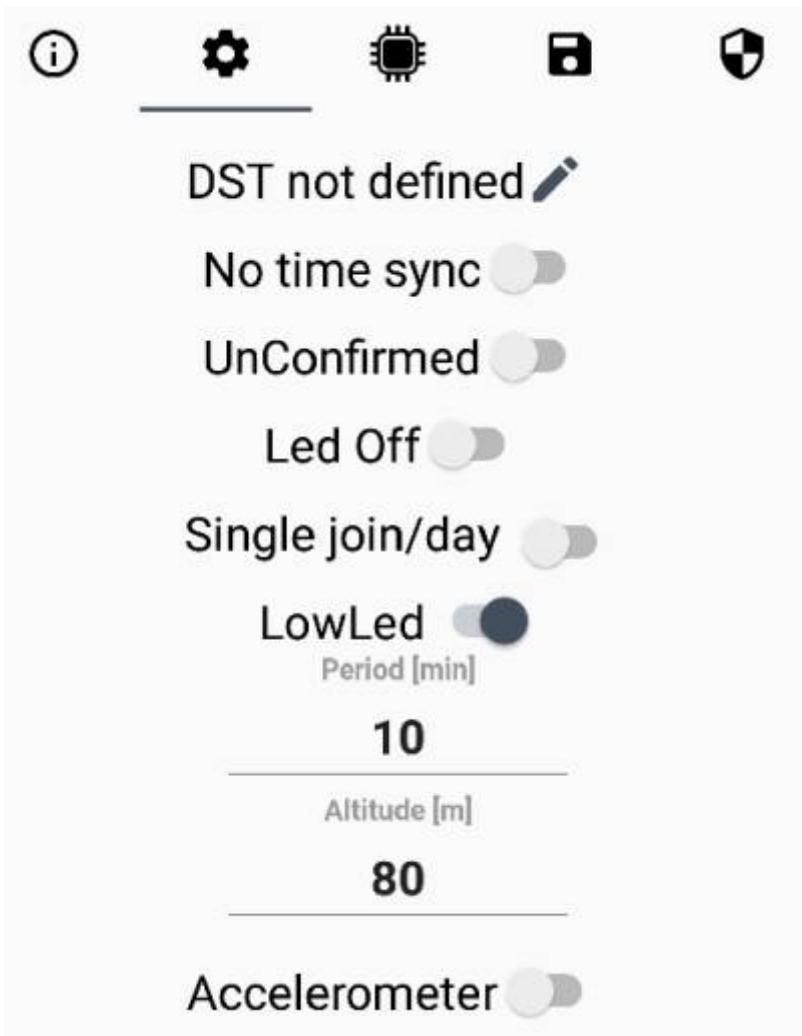 DST not defined
No time sync
UnConfirmed
Led Off
Single join/day
LowLed
Period [min]
10
Altitude [m]
80
Accelerometer